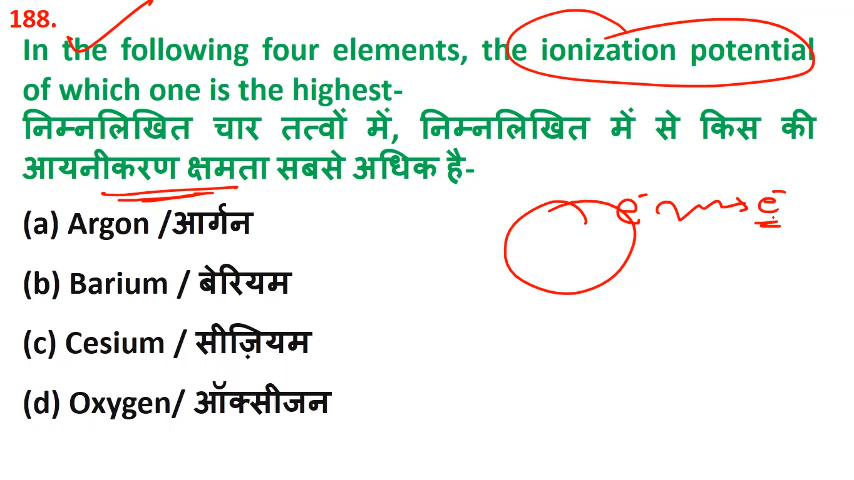 188.
In the following four elements, the ionization potential
of which one is the highest-
निम्नलिखित चार तत्वों में, निम्नलिखित में से किस की
आयनीकरण क्षमता सबसे अधिक है-
(a) Argon /आर्गन
e⁻ e⁻
(b) Barium / बेरियम
(c) Cesium / सीज़ियम
(d) Oxygen/ ऑक्सीजन